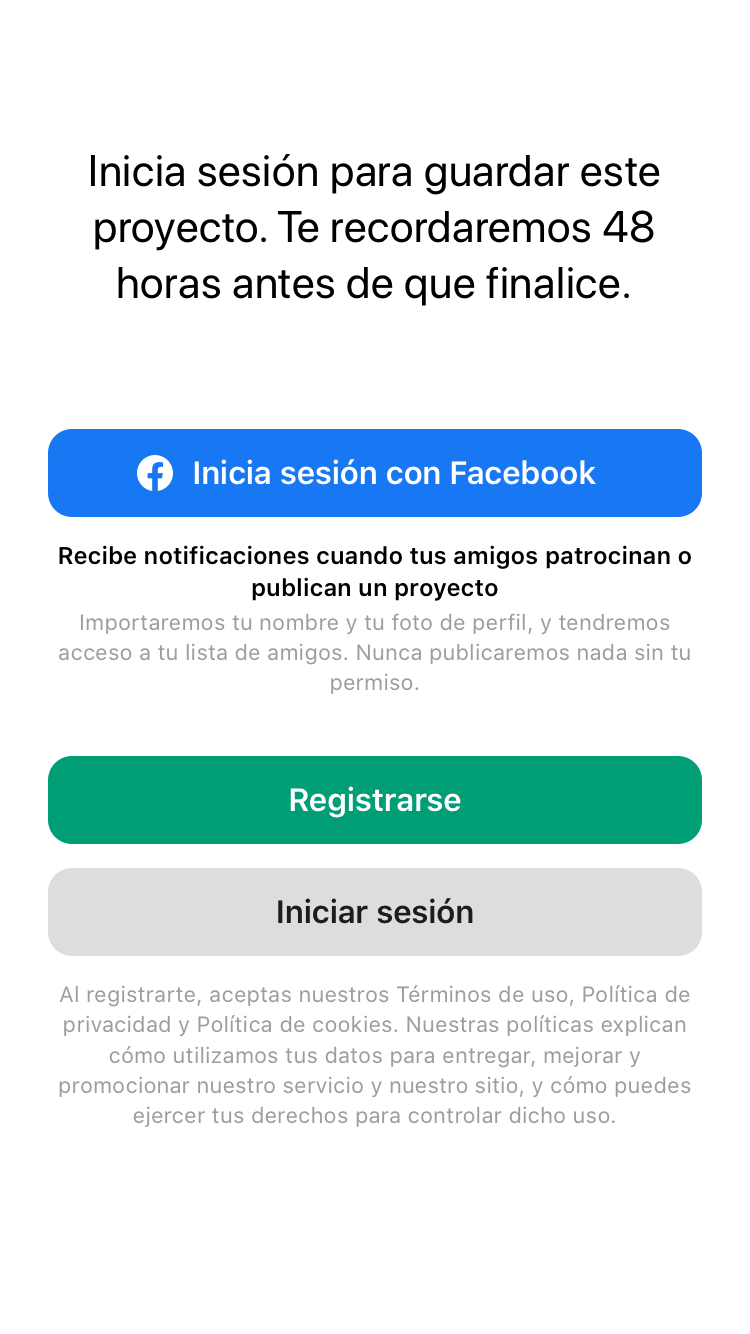 Inicia sesión para guardar este
proyecto. Te recordaremos 48
horas antes de que finalice.
Inicia sesión con Facebook
Recibe notificaciones cuando tus amigos patrocinan o
publican un proyecto
Importaremos tu nombre y tu foto de perfil, y tendremos
acceso a tu lista de amigos. Nunca publicaremos nada sin tu
permiso.
Registrarse
Iniciar sesión
Al registrarte, aceptas nuestros Términos de uso, Política de
privacidad y Política de cookies. Nuestras políticas explican
cómo utilizamos tus datos para entregar, mejorar y
promocionar nuestro servicio y nuestro sitio, y cómo puedes
ejercer tus derechos para controlar dicho uso.